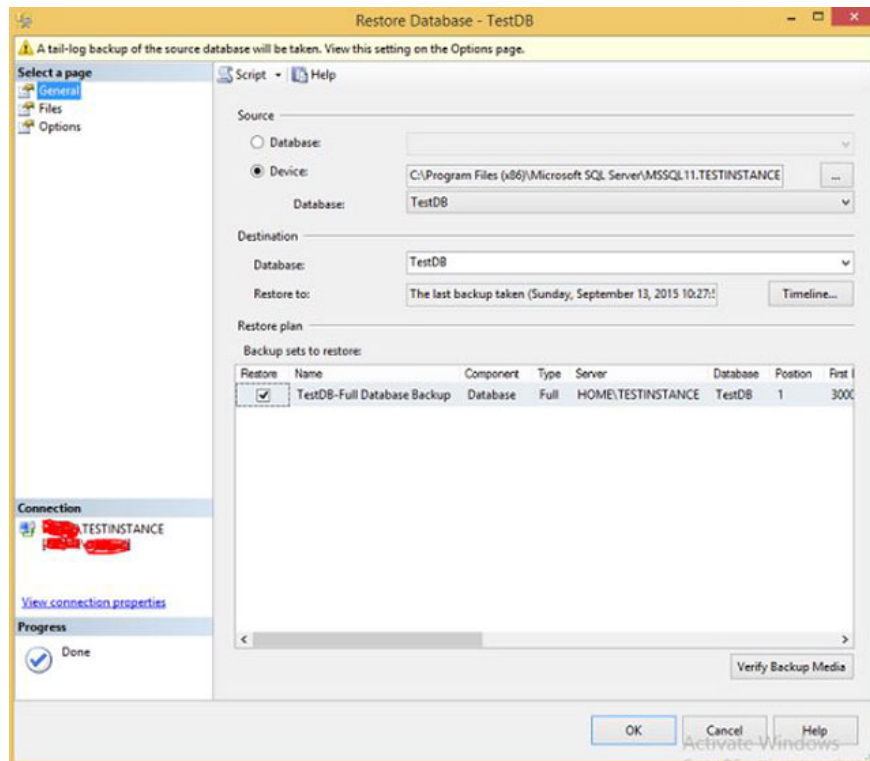 Restore Database - TestDB
A tail-log backup of the source database will be taken. View this setting on the Options page.
Select a page
General
Files
Options
Script
Help
Source
Database:
Device:
C:\Program Files (x86)\Microsoft SQL Server\MSSQL11.TESTINSTANCE
...
Database:
TestDB
Destination
Database:
TestDB
Restore to:
The last backup taken (Sunday, September 13, 2015 10:27:5
Timeline...
Restore plan
Backup sets to restore:
Restore Name Component Type Server Database Position First
TestDB-Full Database Backup Database Full HOME\TESTINSTANCE TestDB 1 3000
Connection
\TESTINSTANCE
View connection properties
Progress
Done
Verify Backup Media
OK
Cancel
Help
Activate Windows